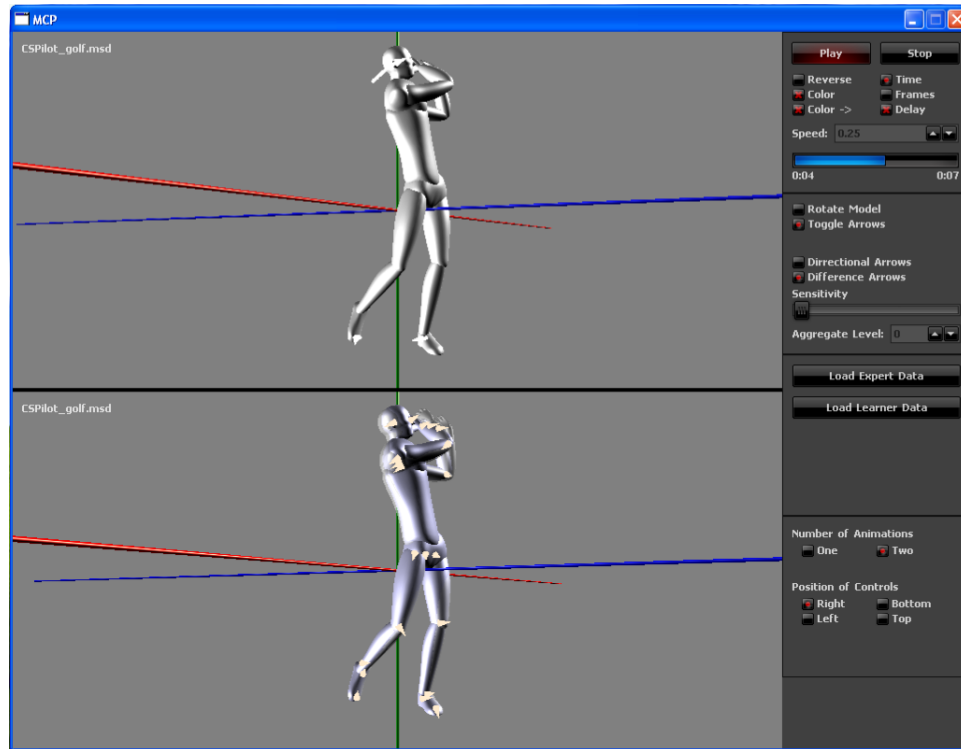 MCP
CSPilot_golf.msd
Play Stop
Reverse Time
Color Frames
Color -> Delay
Speed: 0.25
0:04 0:07
Rotate Model
Toggle Arrows
Dirrectional Arrows
Difference Arrows
Sensitivity
Aggregate Level: 0
Load Expert Data
Load Learner Data
CSPilot_golf.msd
Number of Animations
One Two
Position of Controls
Right Bottom
Left Top